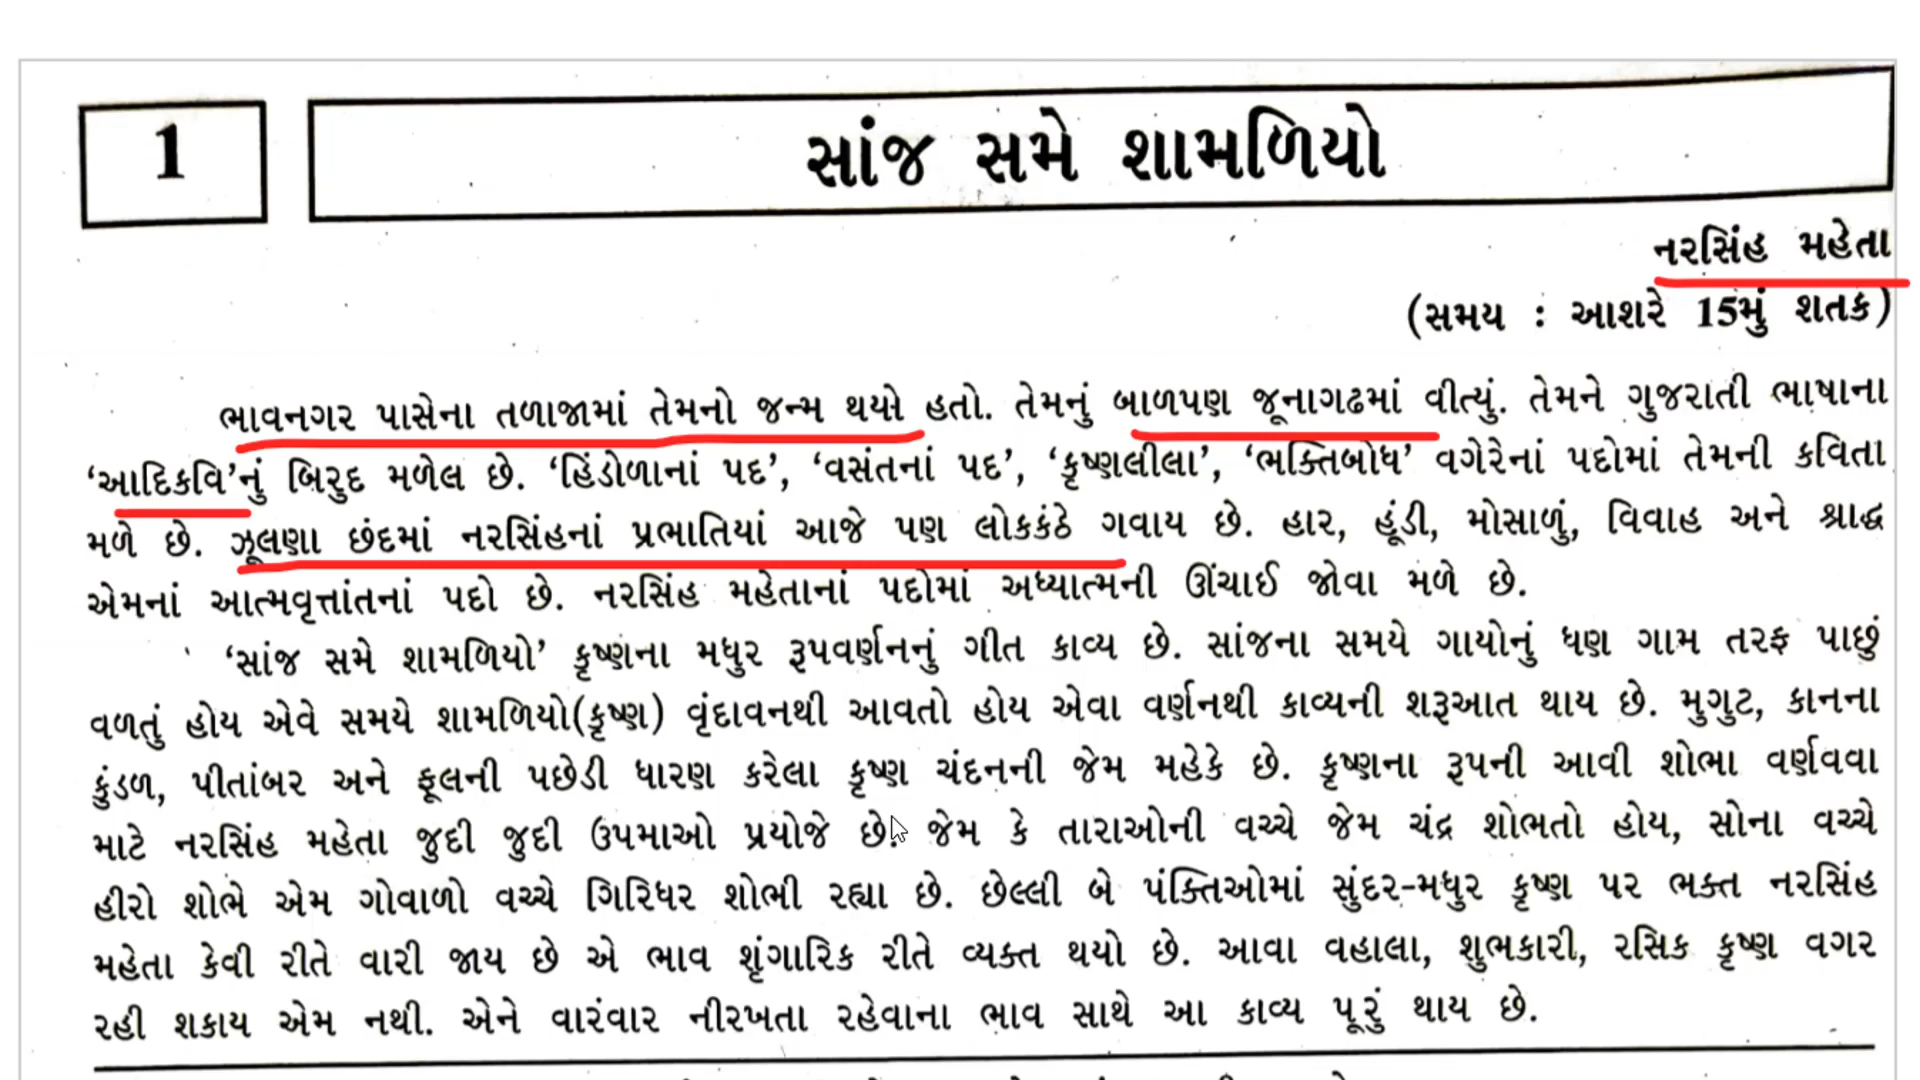 1
સાંજ સમે શામળિયો
નરસિંહ મહેતા
(સમય : આશરે 15મું શતક)
ભાવનગર પાસેના તળાજામાં તેમનો જન્મ થયો હતો. તેમનું બાળપણ જૂનાગઢમાં વીત્યું. તેમને ગુજરાતી ભાષાના
‘આદિકવિ’નું બિરુદ મળેલ છે. ‘હિંડોળાનાં પદ’, ‘વસંતનાં પદ’, ‘કૃષ્ણલીલા’, ‘ભક્તિબોધ’ વગેરેનાં પદોમાં તેમની કવિતા
મળે છે. ઝૂલણા છંદમાં નરસિંહનાં પ્રભાતિયાં આજે પણ લોકકંઠે ગવાય છે. હાર, હૂંડી, મોસાળું, વિવાહ અને શ્રાદ્ધ
એમનાં આત્મવૃત્તાંતનાં પદો છે. નરસિંહ મહેતાનાં પદોમાં અધ્યાત્મની ઊંચાઈ જોવા મળે છે.
‘સાંજ સમે શામળિયો’ કૃષ્ણના મધુર રૂપવર્ણનનું ગીત કાવ્ય છે. સાંજના સમયે ગાયોનું ધણ ગામ તરફ પાછું
વળતું હોય એવે સમયે શામળિયો(કૃષ્ણ) વૃંદાવનથી આવતો હોય એવા વર્ણનથી કાવ્યની શરૂઆત થાય છે. મુગુટ, કાનના
કુંડળ, પીતાંબર અને ફૂલની પછેડી ધારણ કરેલા કૃષ્ણ ચંદનની જેમ મહેકે છે. કૃષ્ણના રૂપની આવી શોભા વર્ણવવા
માટે નરસિંહ મહેતા જુદી જુદી ઉપમાઓ પ્રયોજે છે. જેમ કે તારાઓની વચ્ચે જેમ ચંદ્ર શોભતો હોય, સોના વચ્ચે
હીરો શોભે એમ ગોવાળો વચ્ચે ગિરિધર શોભી રહ્યા છે. છેલ્લી બે પંક્તિઓમાં સુંદર-મધુર કૃષ્ણ પર ભક્ત નરસિંહ
મહેતા કેવી રીતે વારી જાય છે એ ભાવ શૃંગારિક રીતે વ્યક્ત થયો છે. આવા વહાલા, શુભકારી, રસિક કૃષ્ણ વગર
રહી શકાય એમ નથી. એને વારંવાર નીરખતા રહેવાના ભાવ સાથે આ કાવ્ય પૂરું થાય છે.